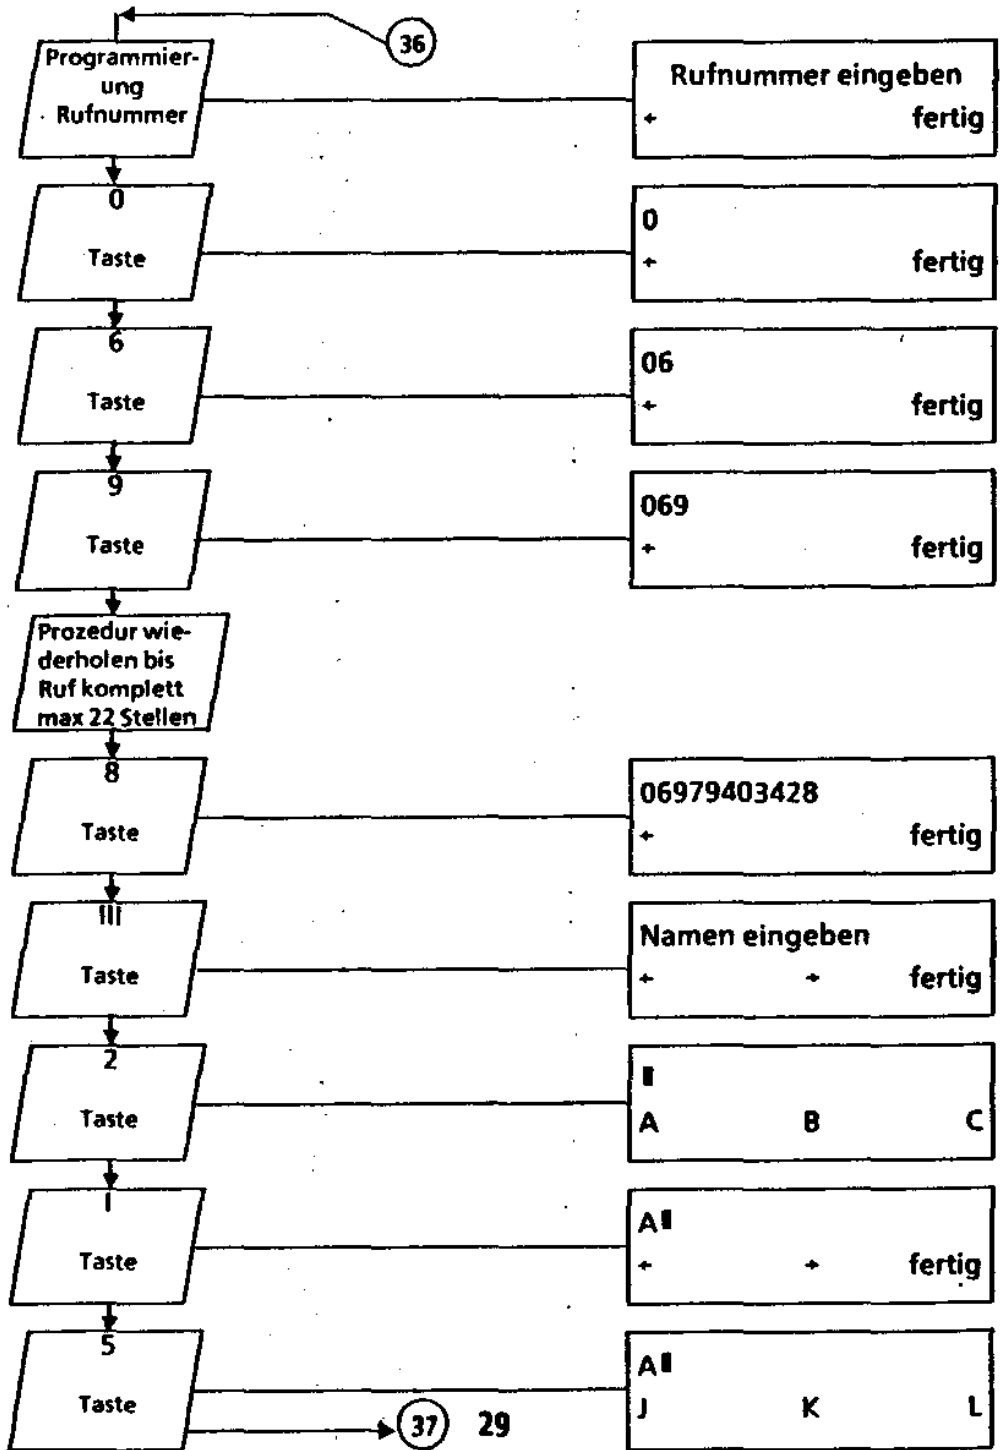 36
Programmier-
ung
Rufnummer
Rufnummer eingeben
← fertig
0
Taste
0
← fertig
6
Taste
06
← fertig
9
Taste
069
← fertig
Prozedur wie-
derholen bis
Ruf komplett
max 22 Stellen
8
Taste
06979403428
← fertig
III
Taste
Namen eingeben
← → fertig
2
Taste
A B C
I
Taste
A
← → fertig
5
Taste
A
J K L
37 29